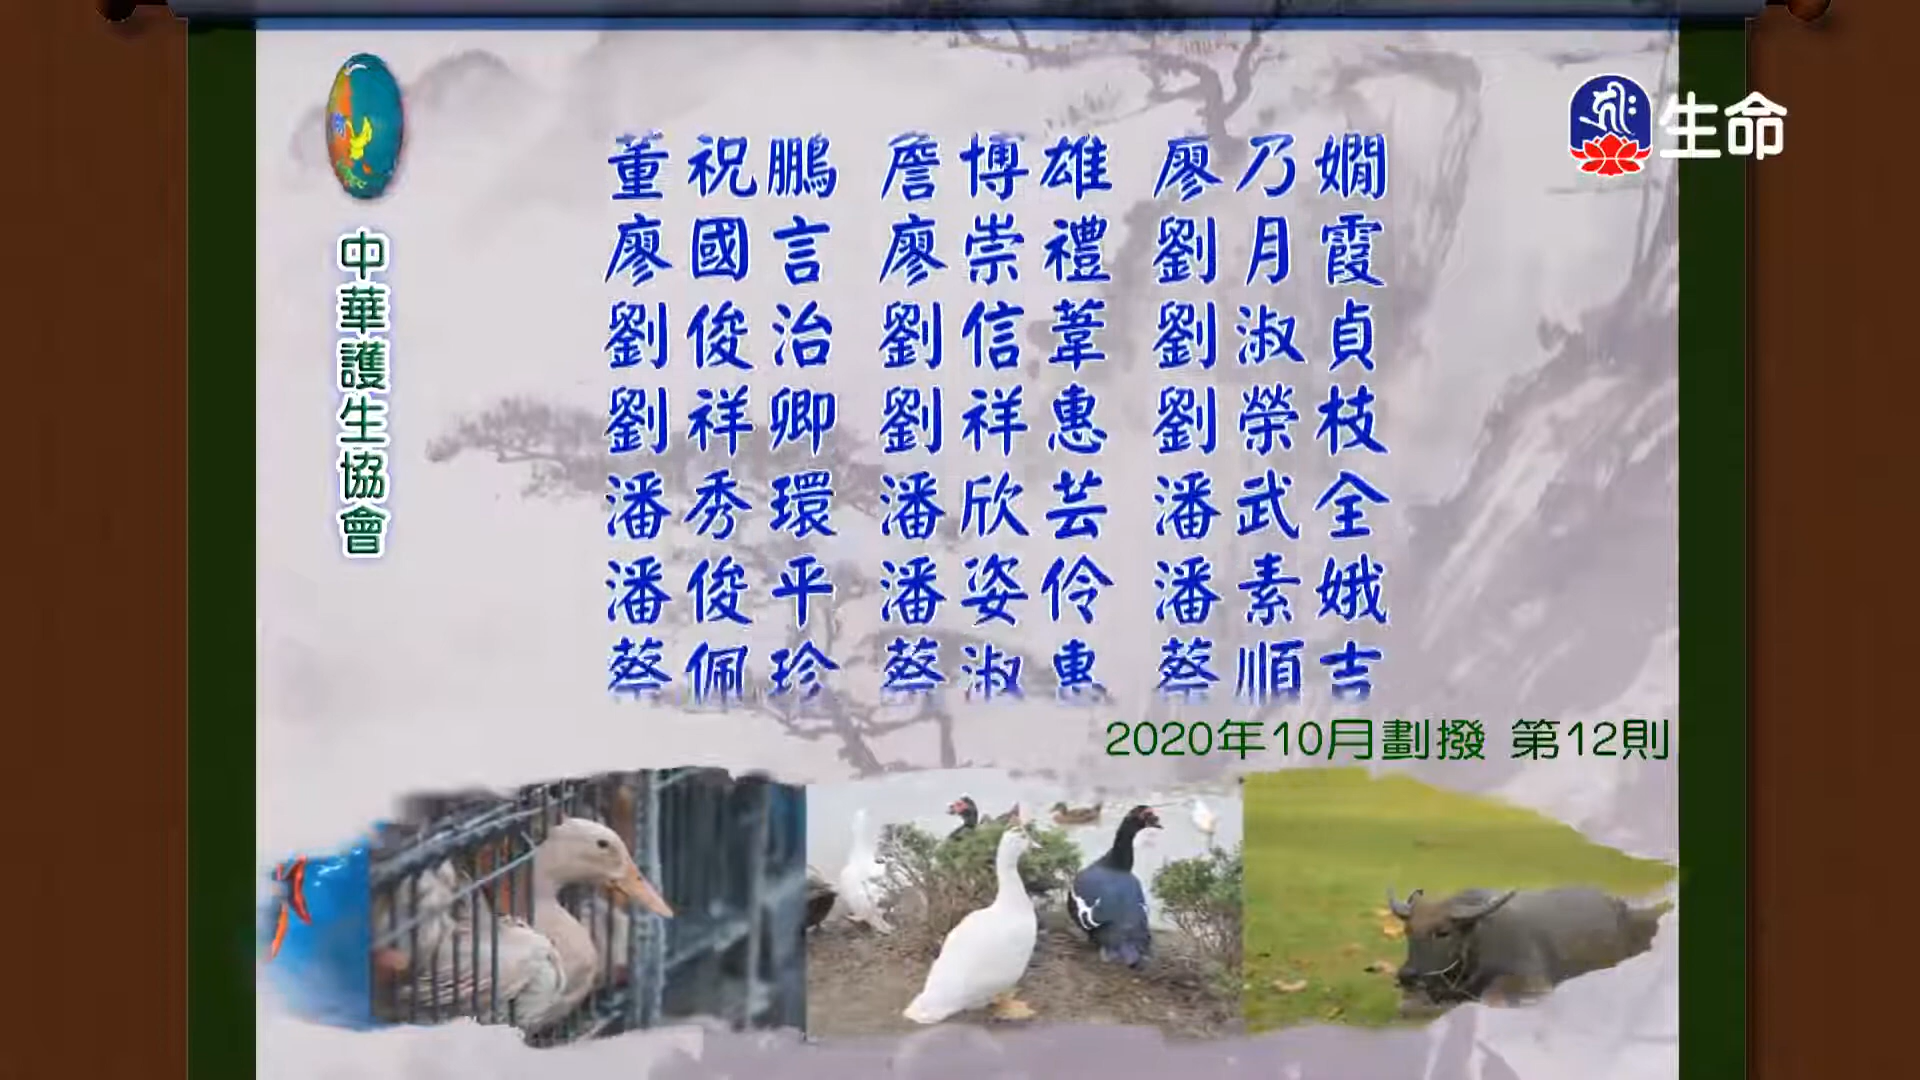 生命
中華護生協會
董祝鵬 詹博雄 廖乃嫺
廖國言 廖崇禮 劉月霞
劉俊治 劉信葦 劉淑貞
劉祥卿 劉祥惠 劉榮枝
潘秀環 潘欣芸 潘武全
潘俊平 潘姿伶 潘素娥
蔡佩珍 蔡淑惠 蔡順吉
2020年10月劃撥 第12則